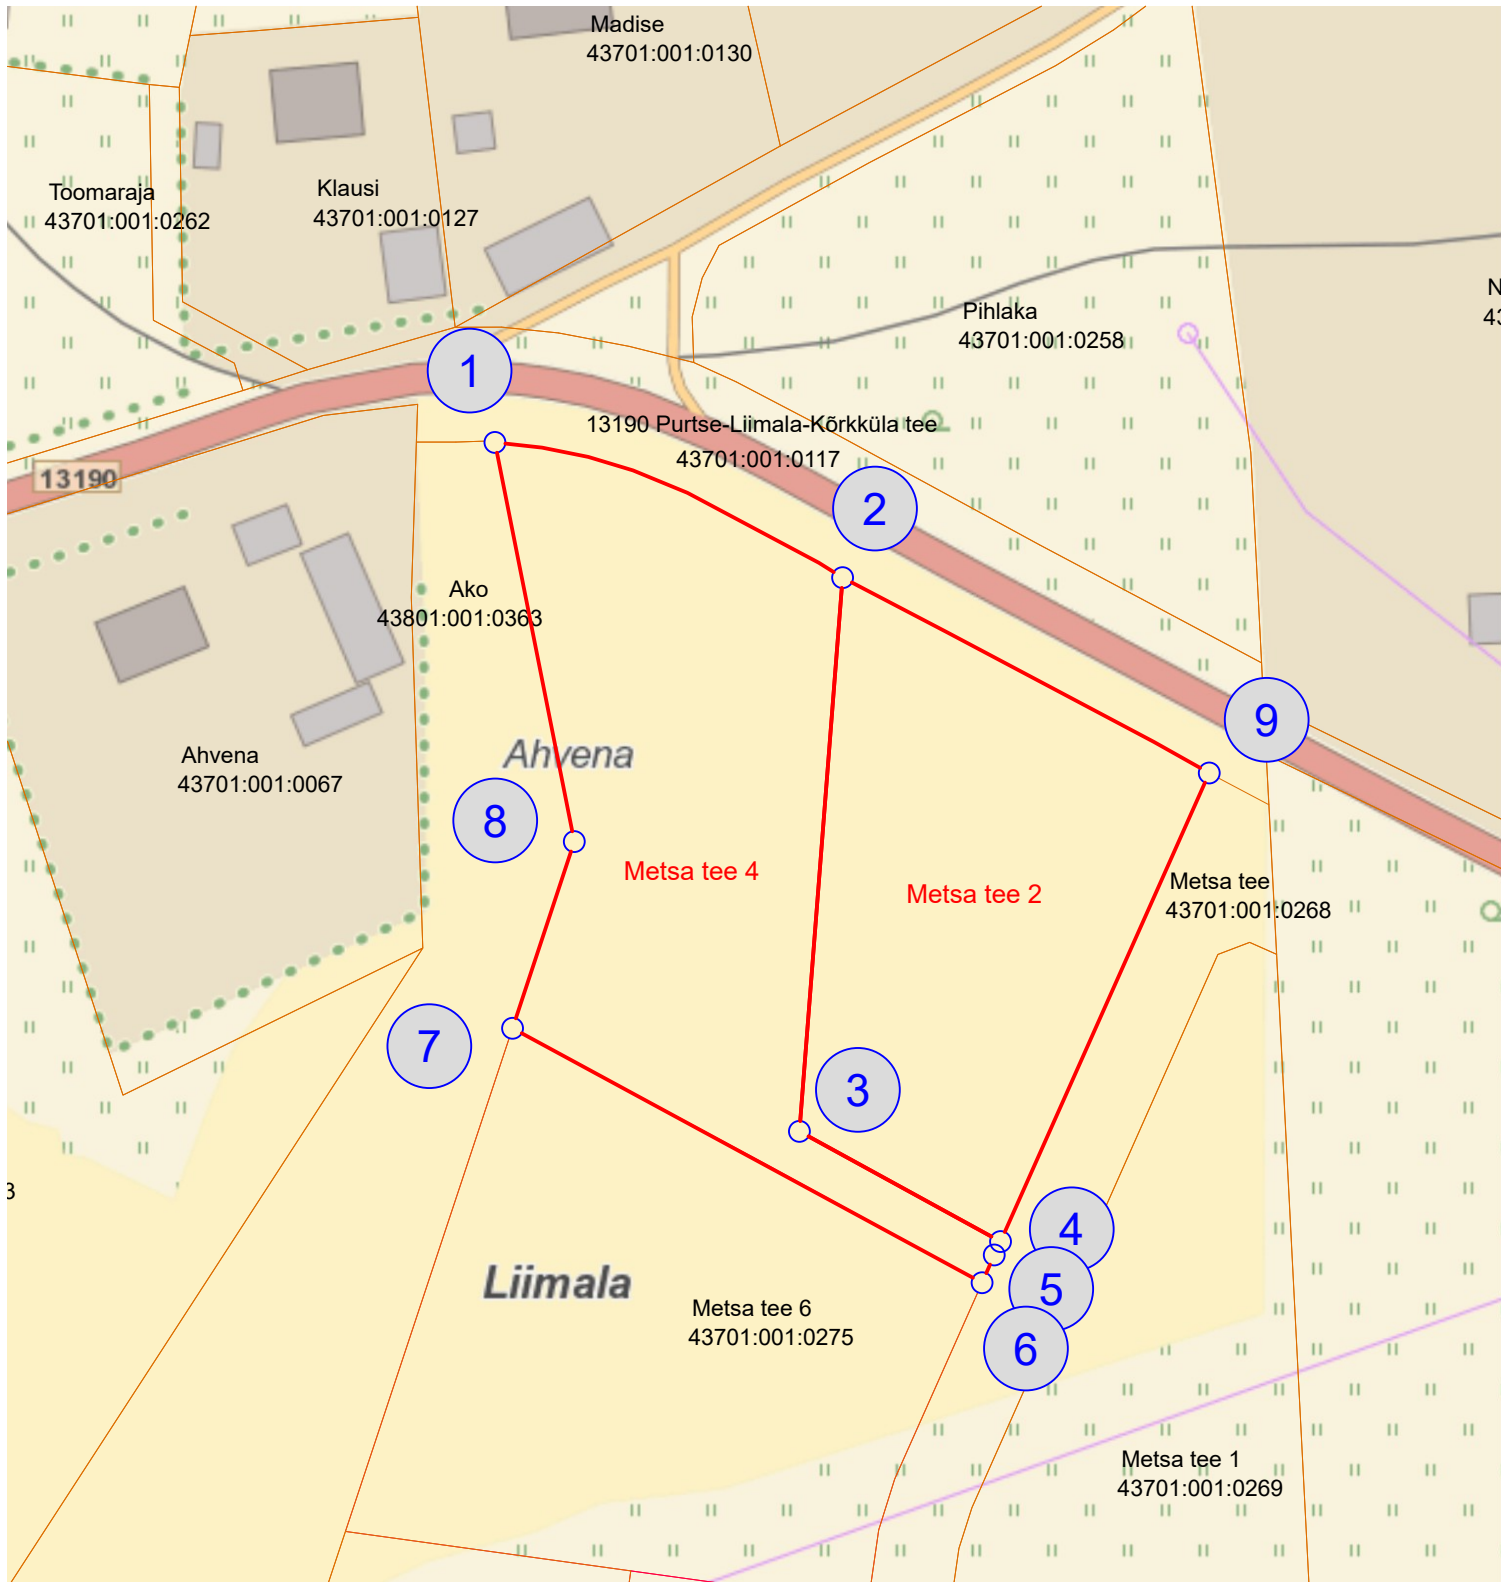 Madise
43701:001:0130
Toomaraja
43701:001:0262
Klausi
43701:001:0127
Pihlaka
43701:001:0258
N
43
1
13190 Purtse-Liimala-Kõrkküla tee
43701:001:0117
13190
2
Ako
43801:001:0363
9
Ahvena
43701:001:0067
Ahvena
8
Metsa tee 4
Metsa tee 2
Metsa tee
43701:001:0268
7
3
3
4
5
6
Liimala
Metsa tee 6
43701:001:0275
Metsa tee 1
43701:001:0269